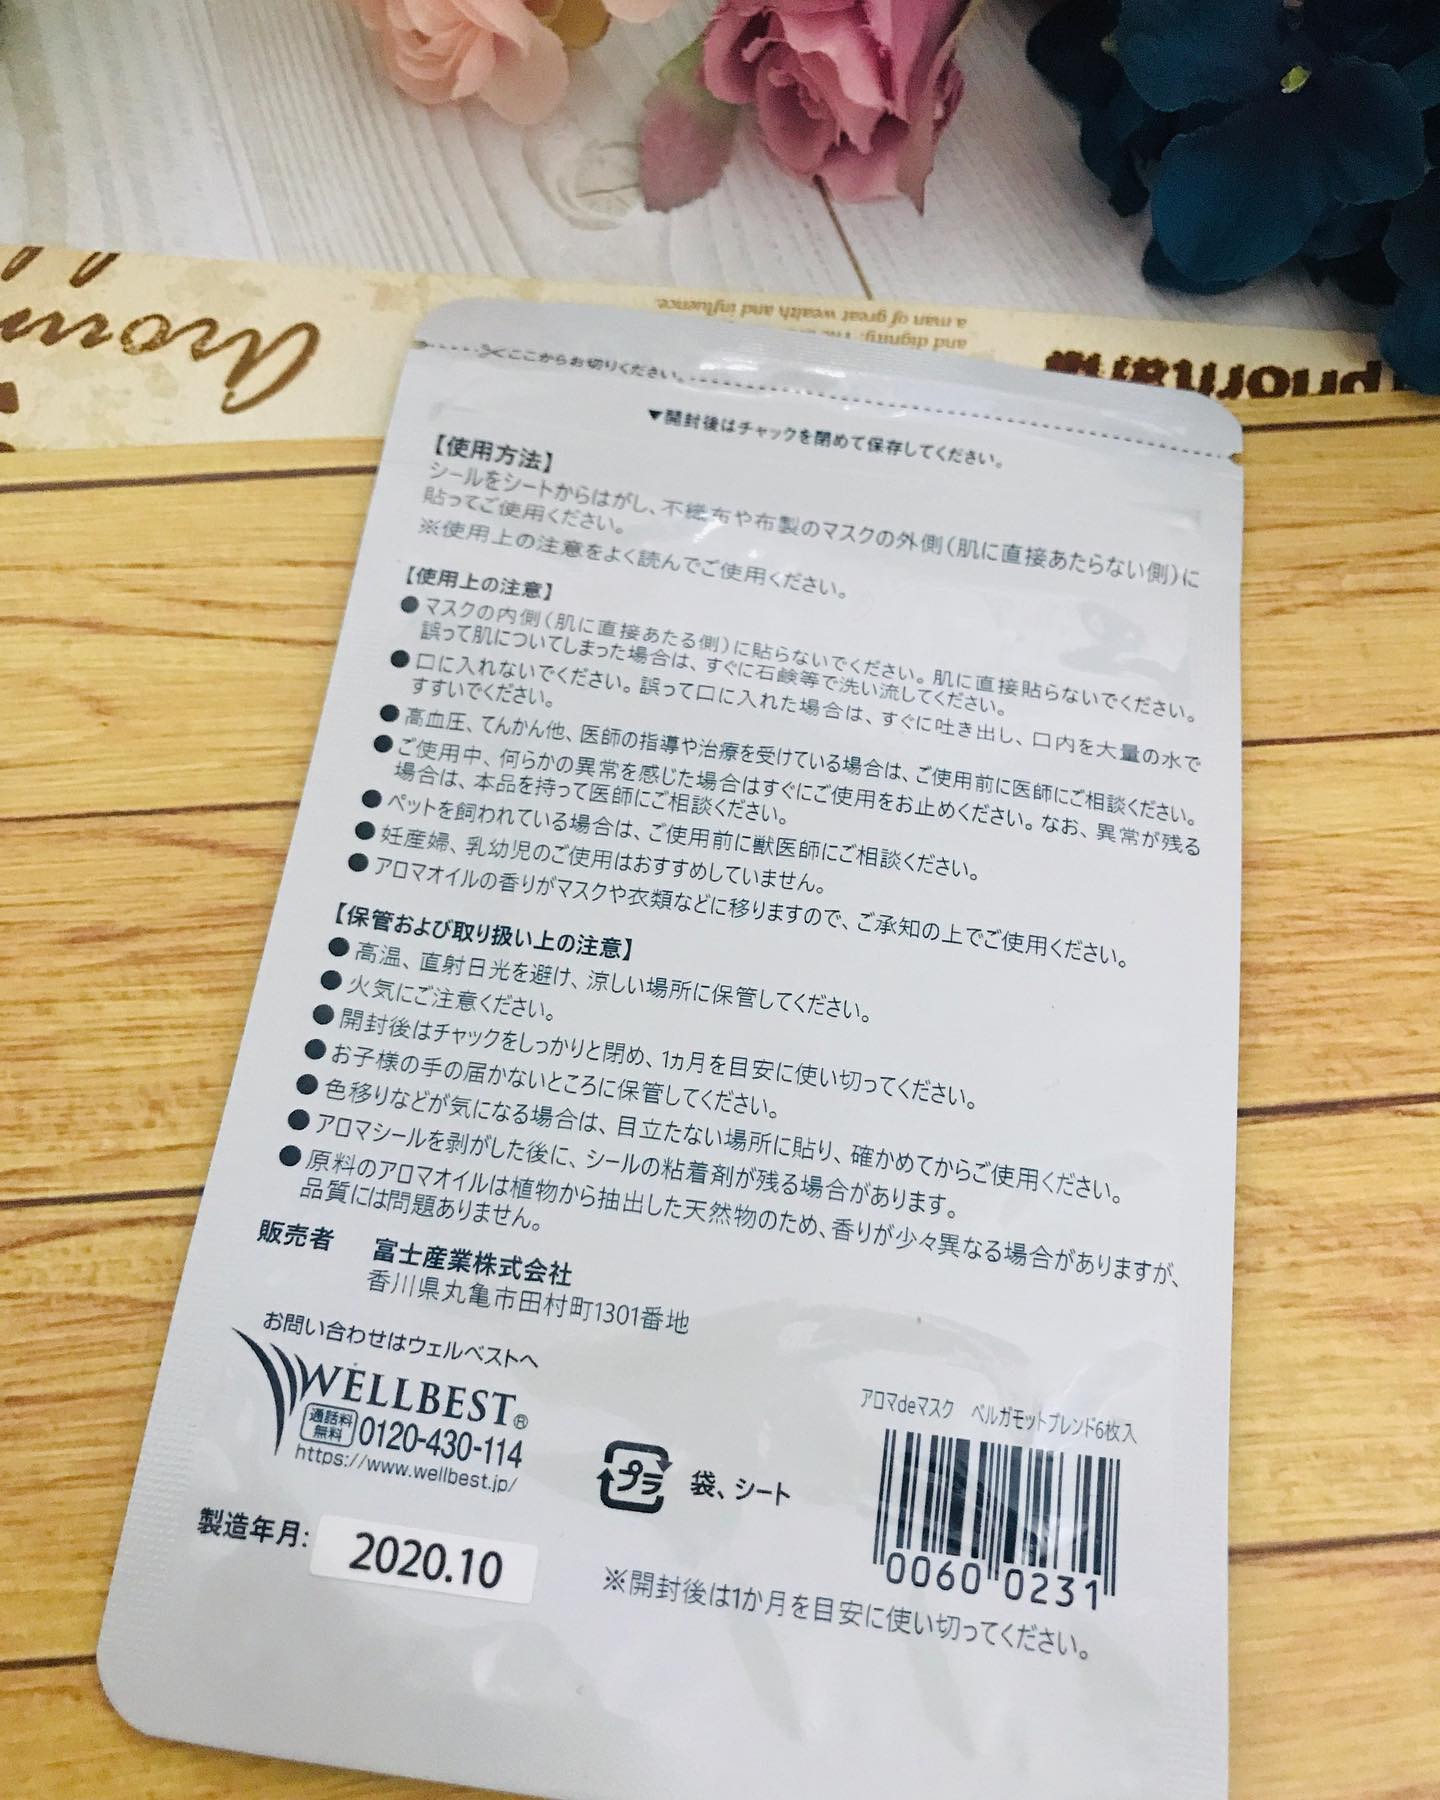 Arom
a man of great wealth and influence.
✂ここからお切りください。
▼開封後はチャックを閉めて保存してください。
【使用方法】
シールをシートからはがし、不織布や布製のマスクの外側(肌に直接あたらない側)に
貼ってご使用ください。
※使用上の注意をよく読んでご使用ください。
【使用上の注意】
●マスクの内側(肌に直接あたる側)に貼らないでください。肌に直接貼らないでください。
誤って肌についてしまった場合は、すぐに石鹸等で洗い流してください。
●口に入れないでください。誤って口に入れた場合は、すぐに吐き出し、口内を大量の水で
すすいでください。
●高血圧、てんかん他、医師の指導や治療を受けている場合は、ご使用前に医師にご相談ください。
●ご使用中、何らかの異常を感じた場合はすぐにご使用をお止めください。なお、異常が残る
場合は、本品を持って医師にご相談ください。
●ペットを飼われている場合は、ご使用前に獣医師にご相談ください。
●妊産婦、乳幼児のご使用はおすすめしていません。
●アロマオイルの香りがマスクや衣類などに移りますので、ご承知の上でご使用ください。
【保管および取り扱い上の注意】
●高温、直射日光を避け、涼しい場所に保管してください。
●火気にご注意ください。
●開封後はチャックをしっかりと閉め、1ヵ月を目安に使い切ってください。
●お子様の手の届かないところに保管してください。
●色移りなどが気になる場合は、目立たない場所に貼り、確かめてからご使用ください。
●アロマシールを剥がした後に、シールの粘着剤が残る場合があります。
●原料のアロマオイルは植物から抽出した天然物のため、香りが少々異なる場合がありますが、
品質には問題ありません。
販売者 富士産業株式会社
香川県丸亀市田村町1301番地
お問い合わせはウェルベストへ
WELLBEST®
通話料無料 0120-430-114
https://www.wellbest.jp/
プラ 袋、シート
アロマdeマスク ベルガモットブレンド6枚入
0060 0231
製造年月: 2020.10
※開封後は1か月を目安に使い切ってください。